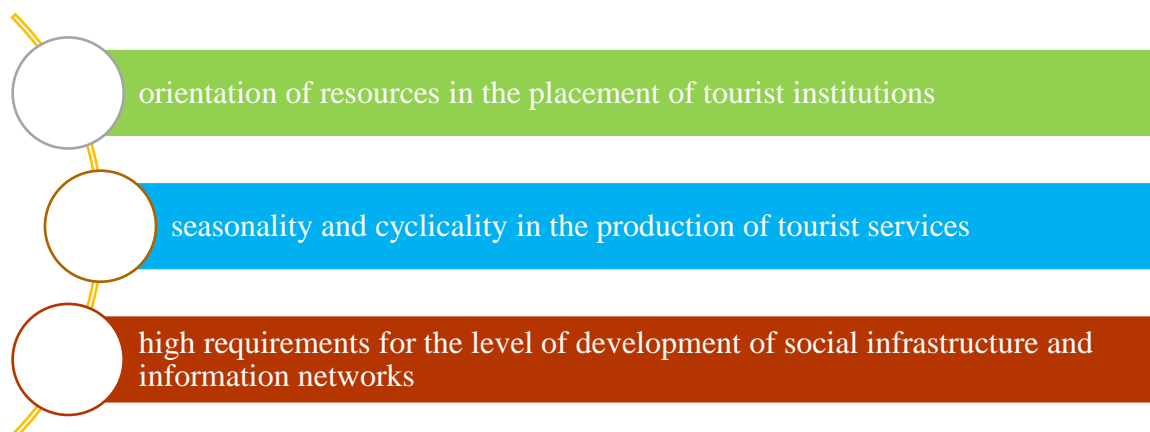 orientation of resources in the placement of tourist institutions
seasonality and cyclicality in the production of tourist services
high requirements for the level of development of social infrastructure and
information networks